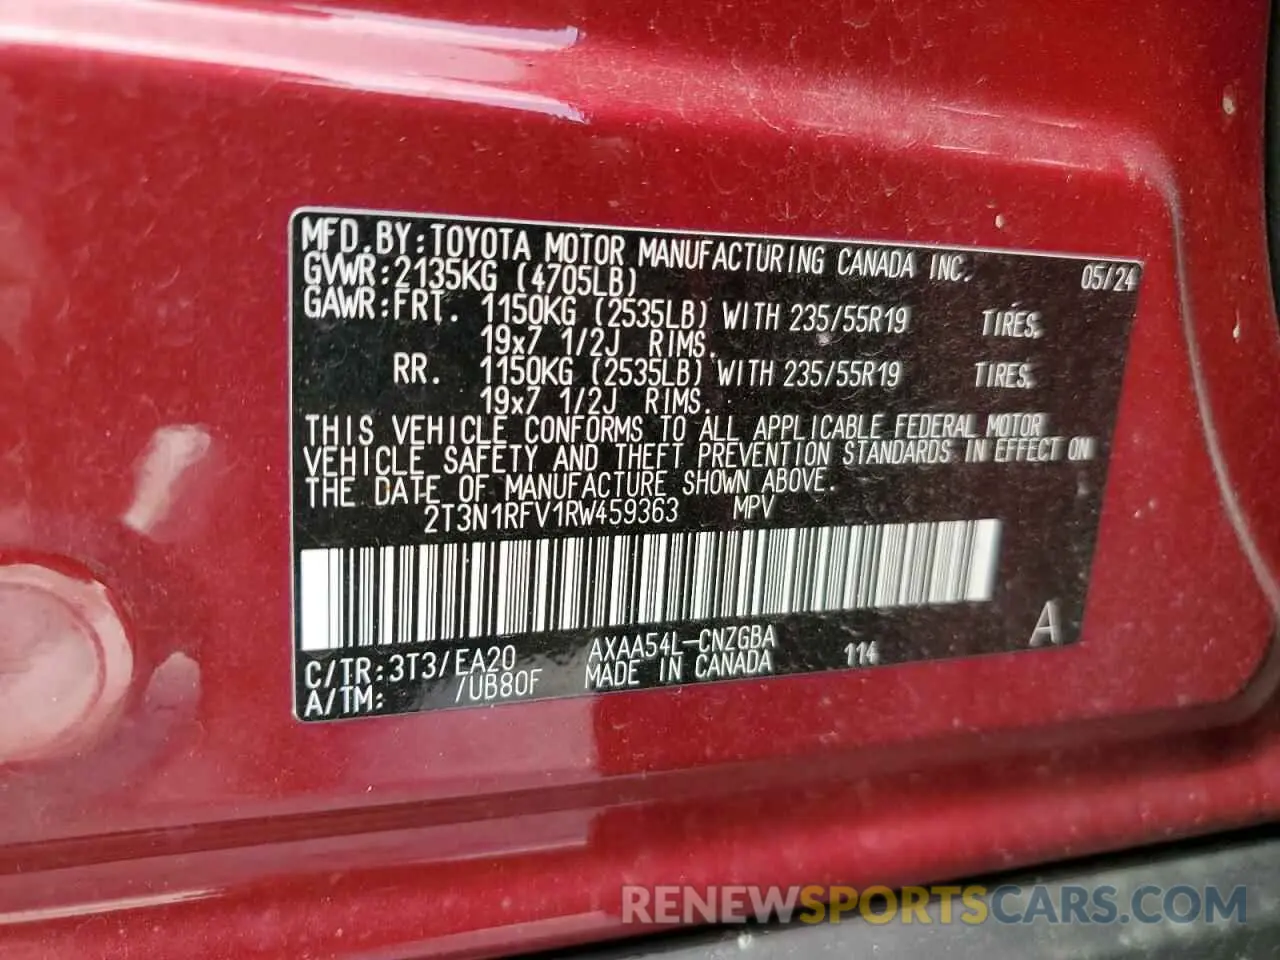 MFD.BY:TOYOTA MOTOR MANUFACTURING CANADA INC. 05/24
GVWR:2135KG (4705LB)
GAWR:FRT. 1150KG (2535LB) WITH 235/55R19 TIRES,
19x7 1/2J RIMS.
RR. 1150KG (2535LB) WITH 235/55R19 TIRES,
19x7 1/2J RIMS.
THIS VEHICLE CONFORMS TO ALL APPLICABLE FEDERAL MOTOR
VEHICLE SAFETY AND THEFT PREVENTION STANDARDS IN EFFECT ON
THE DATE OF MANUFACTURE SHOWN ABOVE.
2T3N1RFV1RW459363 MPV
A
C/TR:3T3/EA20 AXAA54L-CNZGBA 114
A/TM: /UB80F MADE IN CANADA
RENEWSPORTSCARS.COM